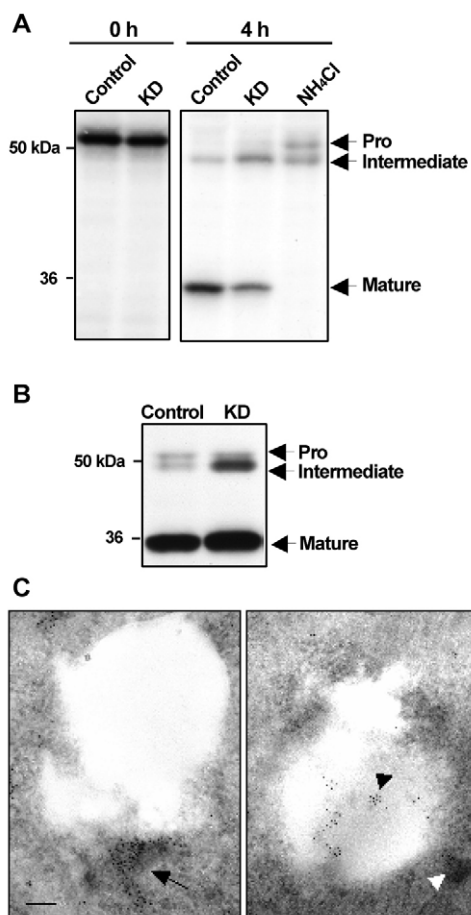 A
0 h
4 h
Control
KD
Control
KD
NH₄Cl
50 kDa
Pro
Intermediate
36
Mature
B
Control
KD
50 kDa
Pro
Intermediate
36
Mature
C